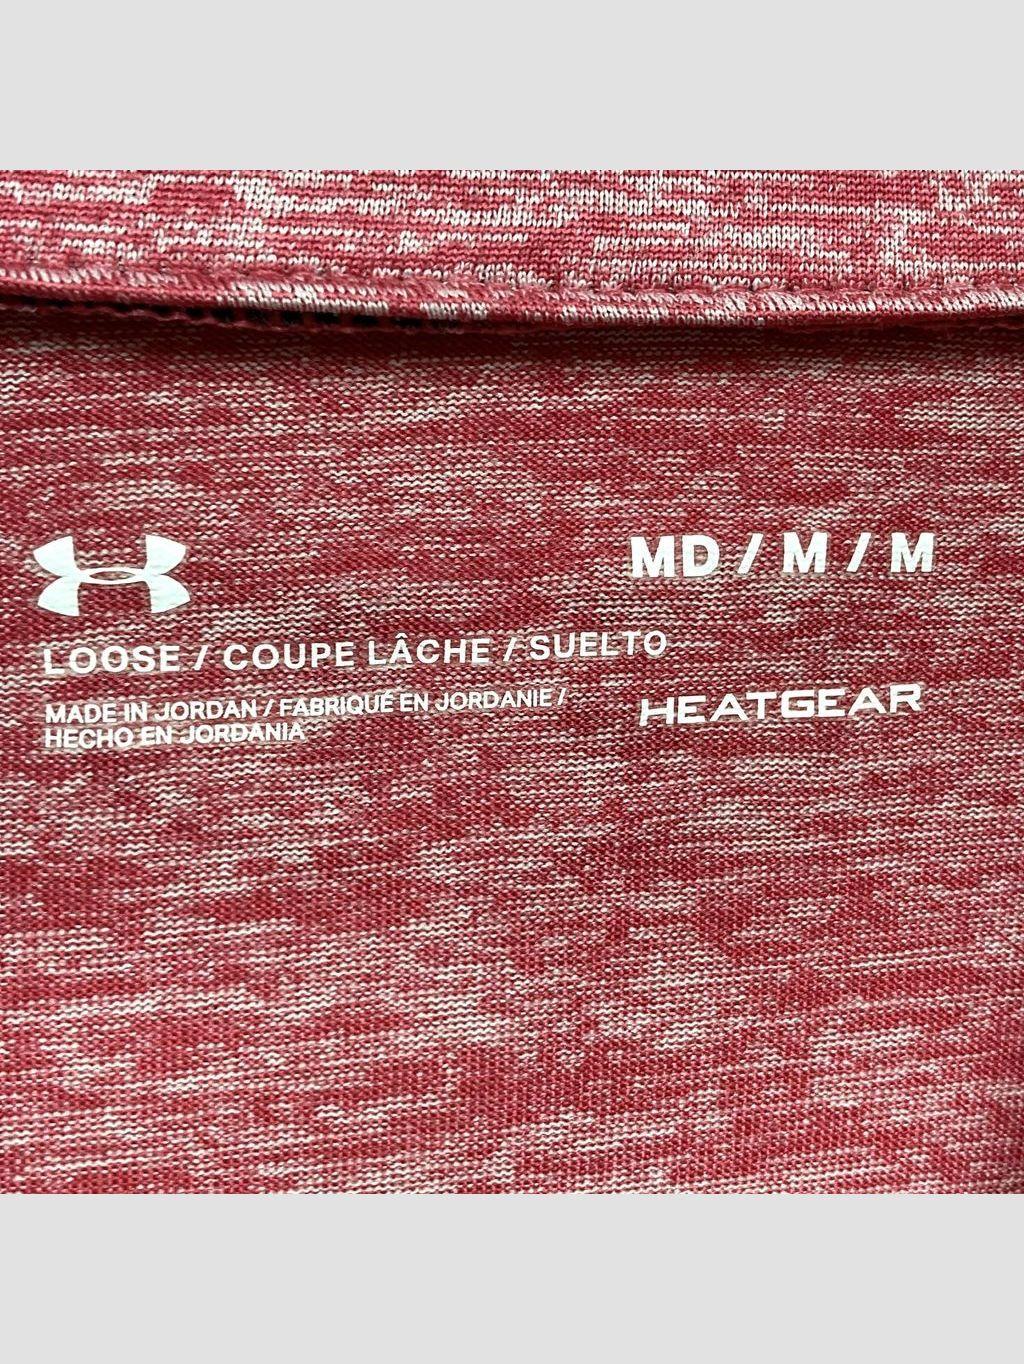 MD / M / M
LOOSE / COUPE LÂCHE / SUELTO
MADE IN JORDAN / FABRIQUÉ EN JORDANIE /
HECHO EN JORDANIA
HEATGEAR